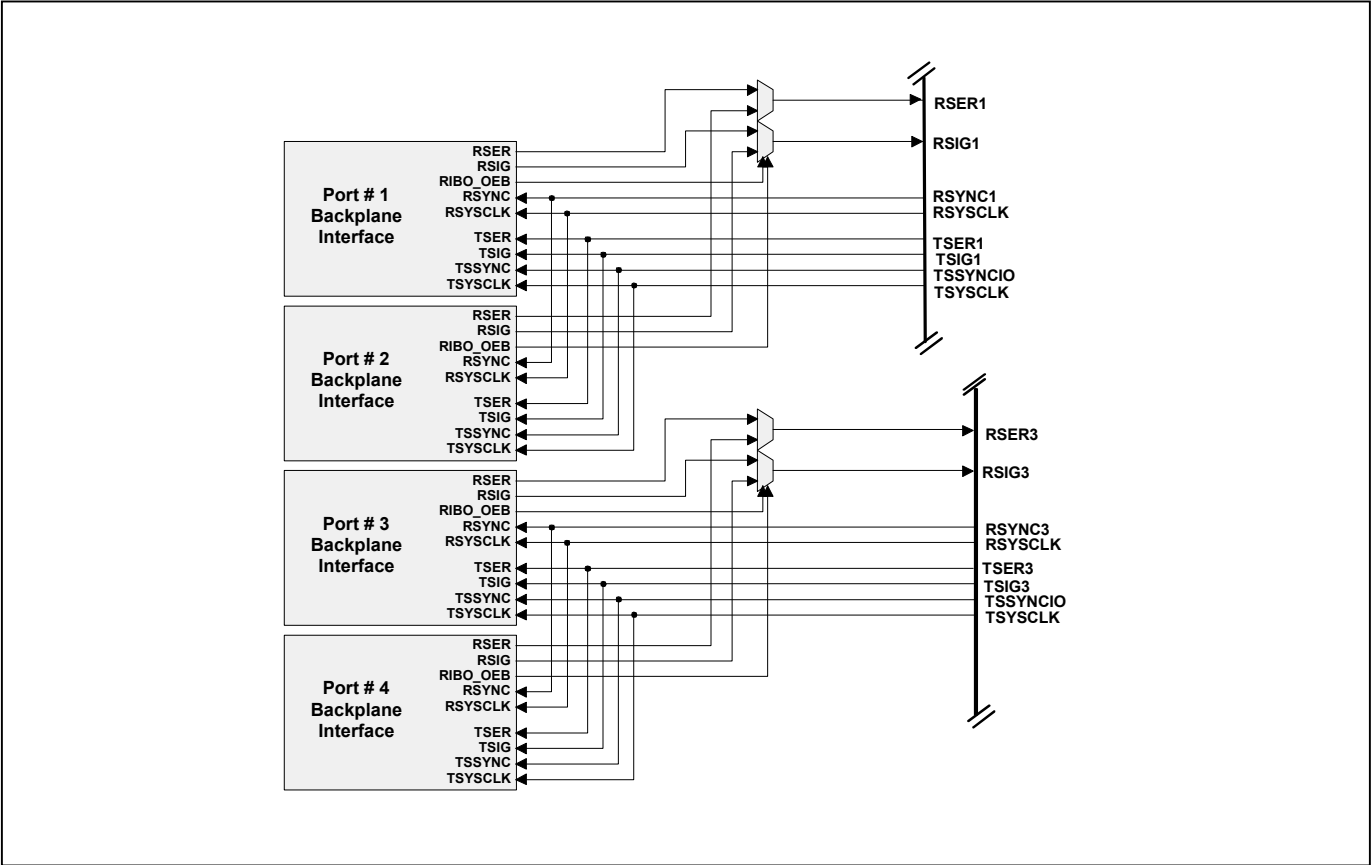 RSER1
RSIG1
RSYNC1
RSYSCLK
TSER1
TSIG1
TSSYNCIO
TSYSCLK
Port # 1
Backplane
Interface
RSER
RSIG
RIBO_OEB
RSYNC
RSYSCLK
TSER
TSIG
TSSYNC
TSYSCLK
Port # 2
Backplane
Interface
RSER
RSIG
RIBO_OEB
RSYNC
RSYSCLK
TSER
TSIG
TSSYNC
TSYSCLK
RSER3
RSIG3
RSYNC3
RSYSCLK
TSER3
TSIG3
TSSYNCIO
TSYSCLK
Port # 3
Backplane
Interface
RSER
RSIG
RIBO_OEB
RSYNC
RSYSCLK
TSER
TSIG
TSSYNC
TSYSCLK
Port # 4
Backplane
Interface
RSER
RSIG
RIBO_OEB
RSYNC
RSYSCLK
TSER
TSIG
TSSYNC
TSYSCLK